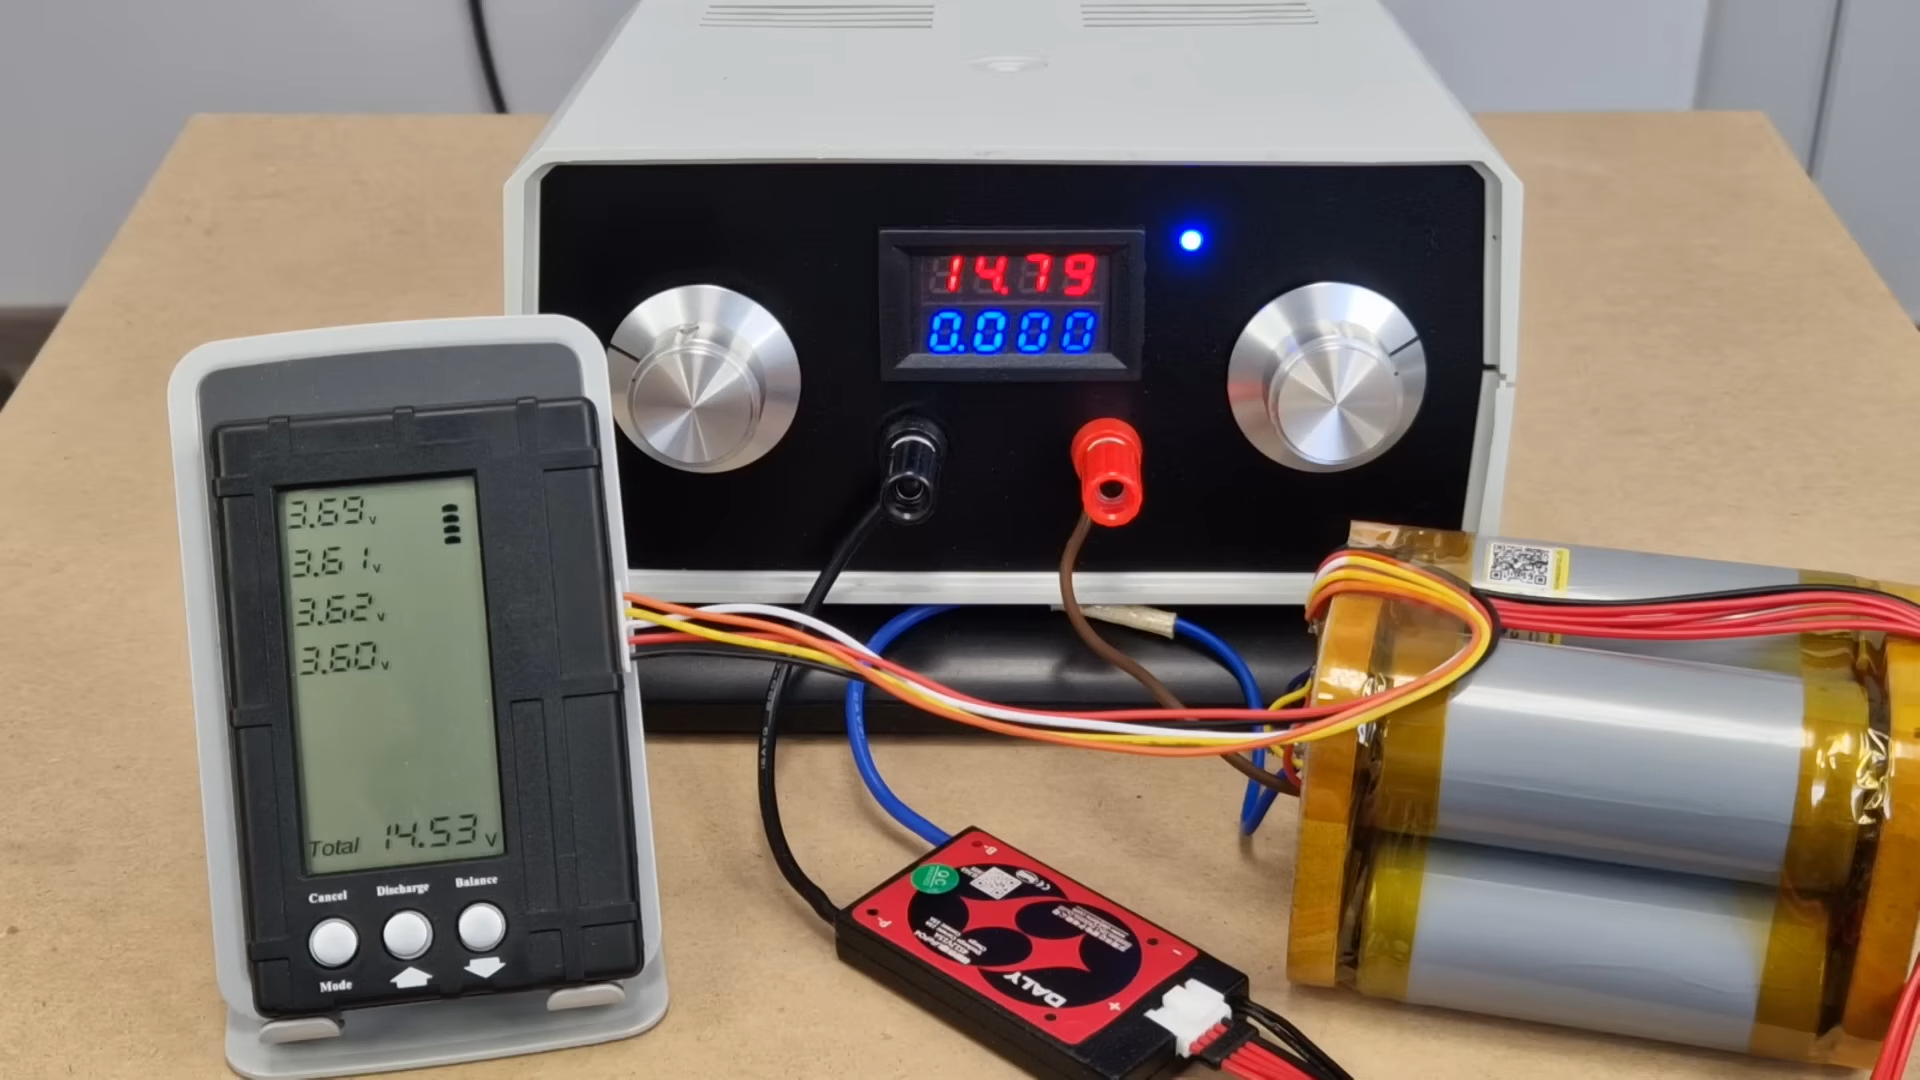 14.79
0.000
3.69v
3.61v
3.62v
3.60v
Total 14.53v
Cancel Discharge Balance
Mode
B-
QC
P-
DALY